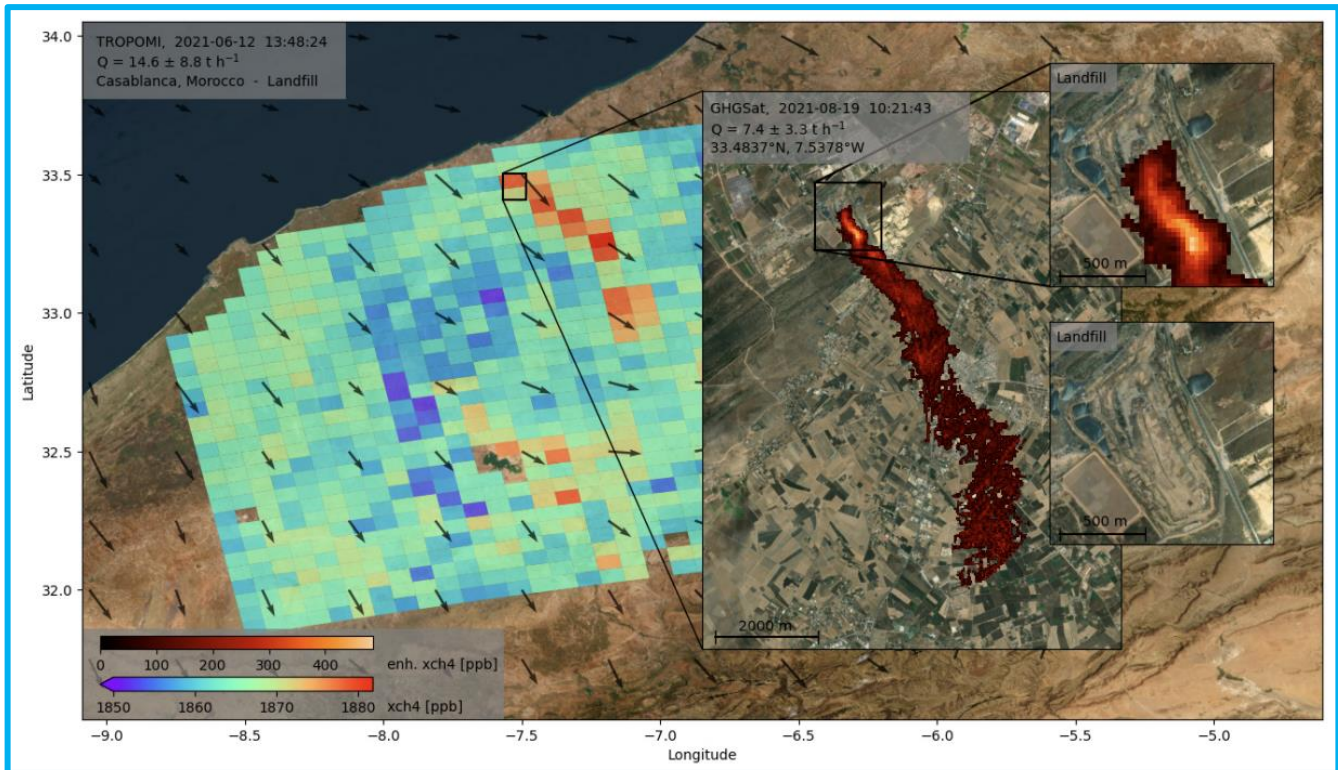 TROPOMI, 2021-06-12 13:48:24
Q = 14.6 ± 8.8 t h⁻¹
Casablanca, Morocco - Landfill
GHGSat, 2021-08-19 10:21:43
Q = 7.4 ± 3.3 t h⁻¹
33.4837°N, 7.5378°W
Landfill
500 m
Landfill
500 m
2000 m
34.0
33.5
33.0
32.5
32.0
Latitude
0 100 200 300 400 enh. xch4 [ppb]
1850 1860 1870 1880 xch4 [ppb]
−9.0 −8.5 −8.0 −7.5 −7.0 −6.5 −6.0 −5.5 −5.0
Longitude